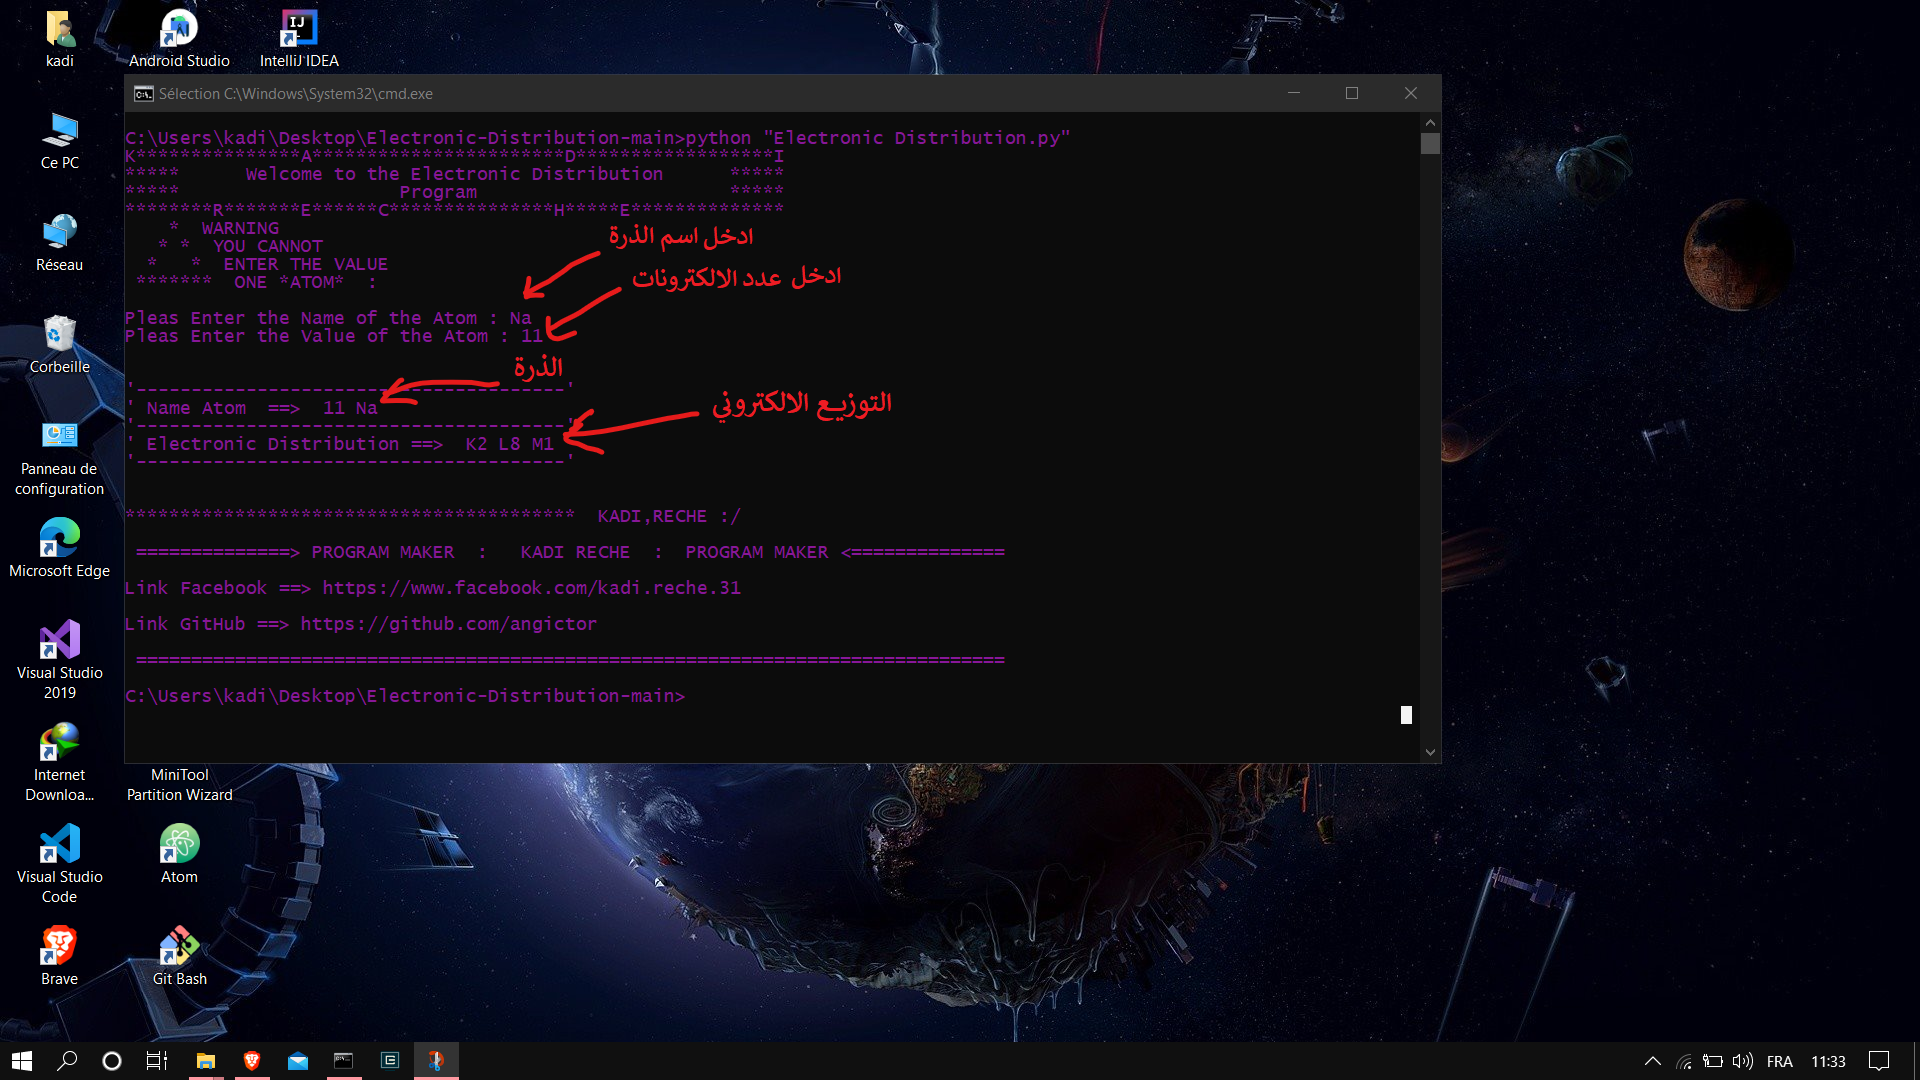 kadi
Android Studio
IntelliJ IDEA
Ce PC
Réseau
Corbeille
Panneau de
configuration
Microsoft Edge
Visual Studio
2019
Internet
Downloa...
MiniTool
Partition Wizard
Visual Studio
Code
Atom
Brave
Git Bash
Sélection C:\Windows\System32\cmd.exe
C:\Users\kadi\Desktop\Electronic-Distribution-main>python "Electronic Distribution.py"
K***************A***********************D******************I
***** Welcome to the Electronic Distribution *****
***** Program *****
********R*******E******C***************H*****E**************
* WARNING
* * YOU CANNOT
* * ENTER THE VALUE
******* ONE *ATOM* :
ادخل اسم الذرة
ادخل عدد الالكترونات
Pleas Enter the Name of the Atom : Na
Pleas Enter the Value of the Atom : 11
الذرة
'---------------------------------------'
' Name Atom ==> 11 Na
'---------------------------------------'
التوزيع الالكتروني
' Electronic Distribution ==> K2 L8 M1
'---------------------------------------'
***************************************** KADI,RECHE :/
==============> PROGRAM MAKER : KADI RECHE : PROGRAM MAKER <==============
Link Facebook ==> https://www.facebook.com/kadi.reche.31
Link GitHub ==> https://github.com/angictor
===============================================================================
C:\Users\kadi\Desktop\Electronic-Distribution-main>
FRA
11:33